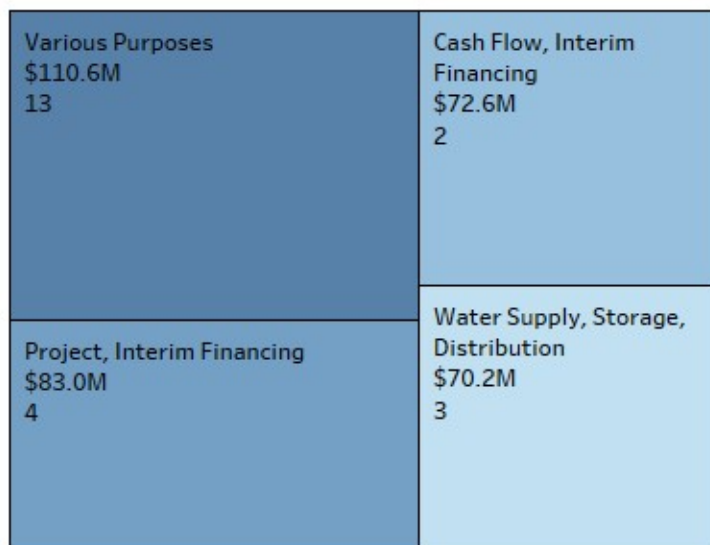 Various Purposes
$110.6M
13
Cash Flow, Interim
Financing
$72.6M
2
Project, Interim Financing
$83.0M
4
Water Supply, Storage,
Distribution
$70.2M
3